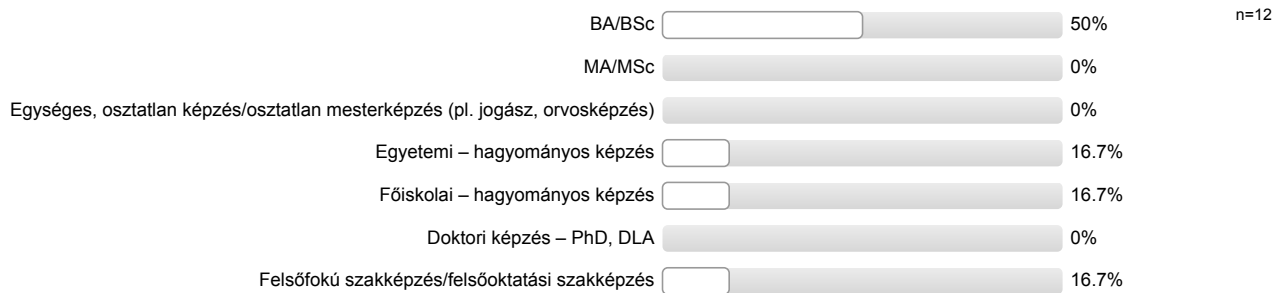 BA/BSc 50% n=12
MA/MSc 0%
Egységes, osztatlan képzés/osztatlan mesterképzés (pl. jogász, orvosképzés) 0%
Egyetemi – hagyományos képzés 16.7%
Főiskolai – hagyományos képzés 16.7%
Doktori képzés – PhD, DLA 0%
Felsőfokú szakképzés/felsőoktatási szakképzés 16.7%